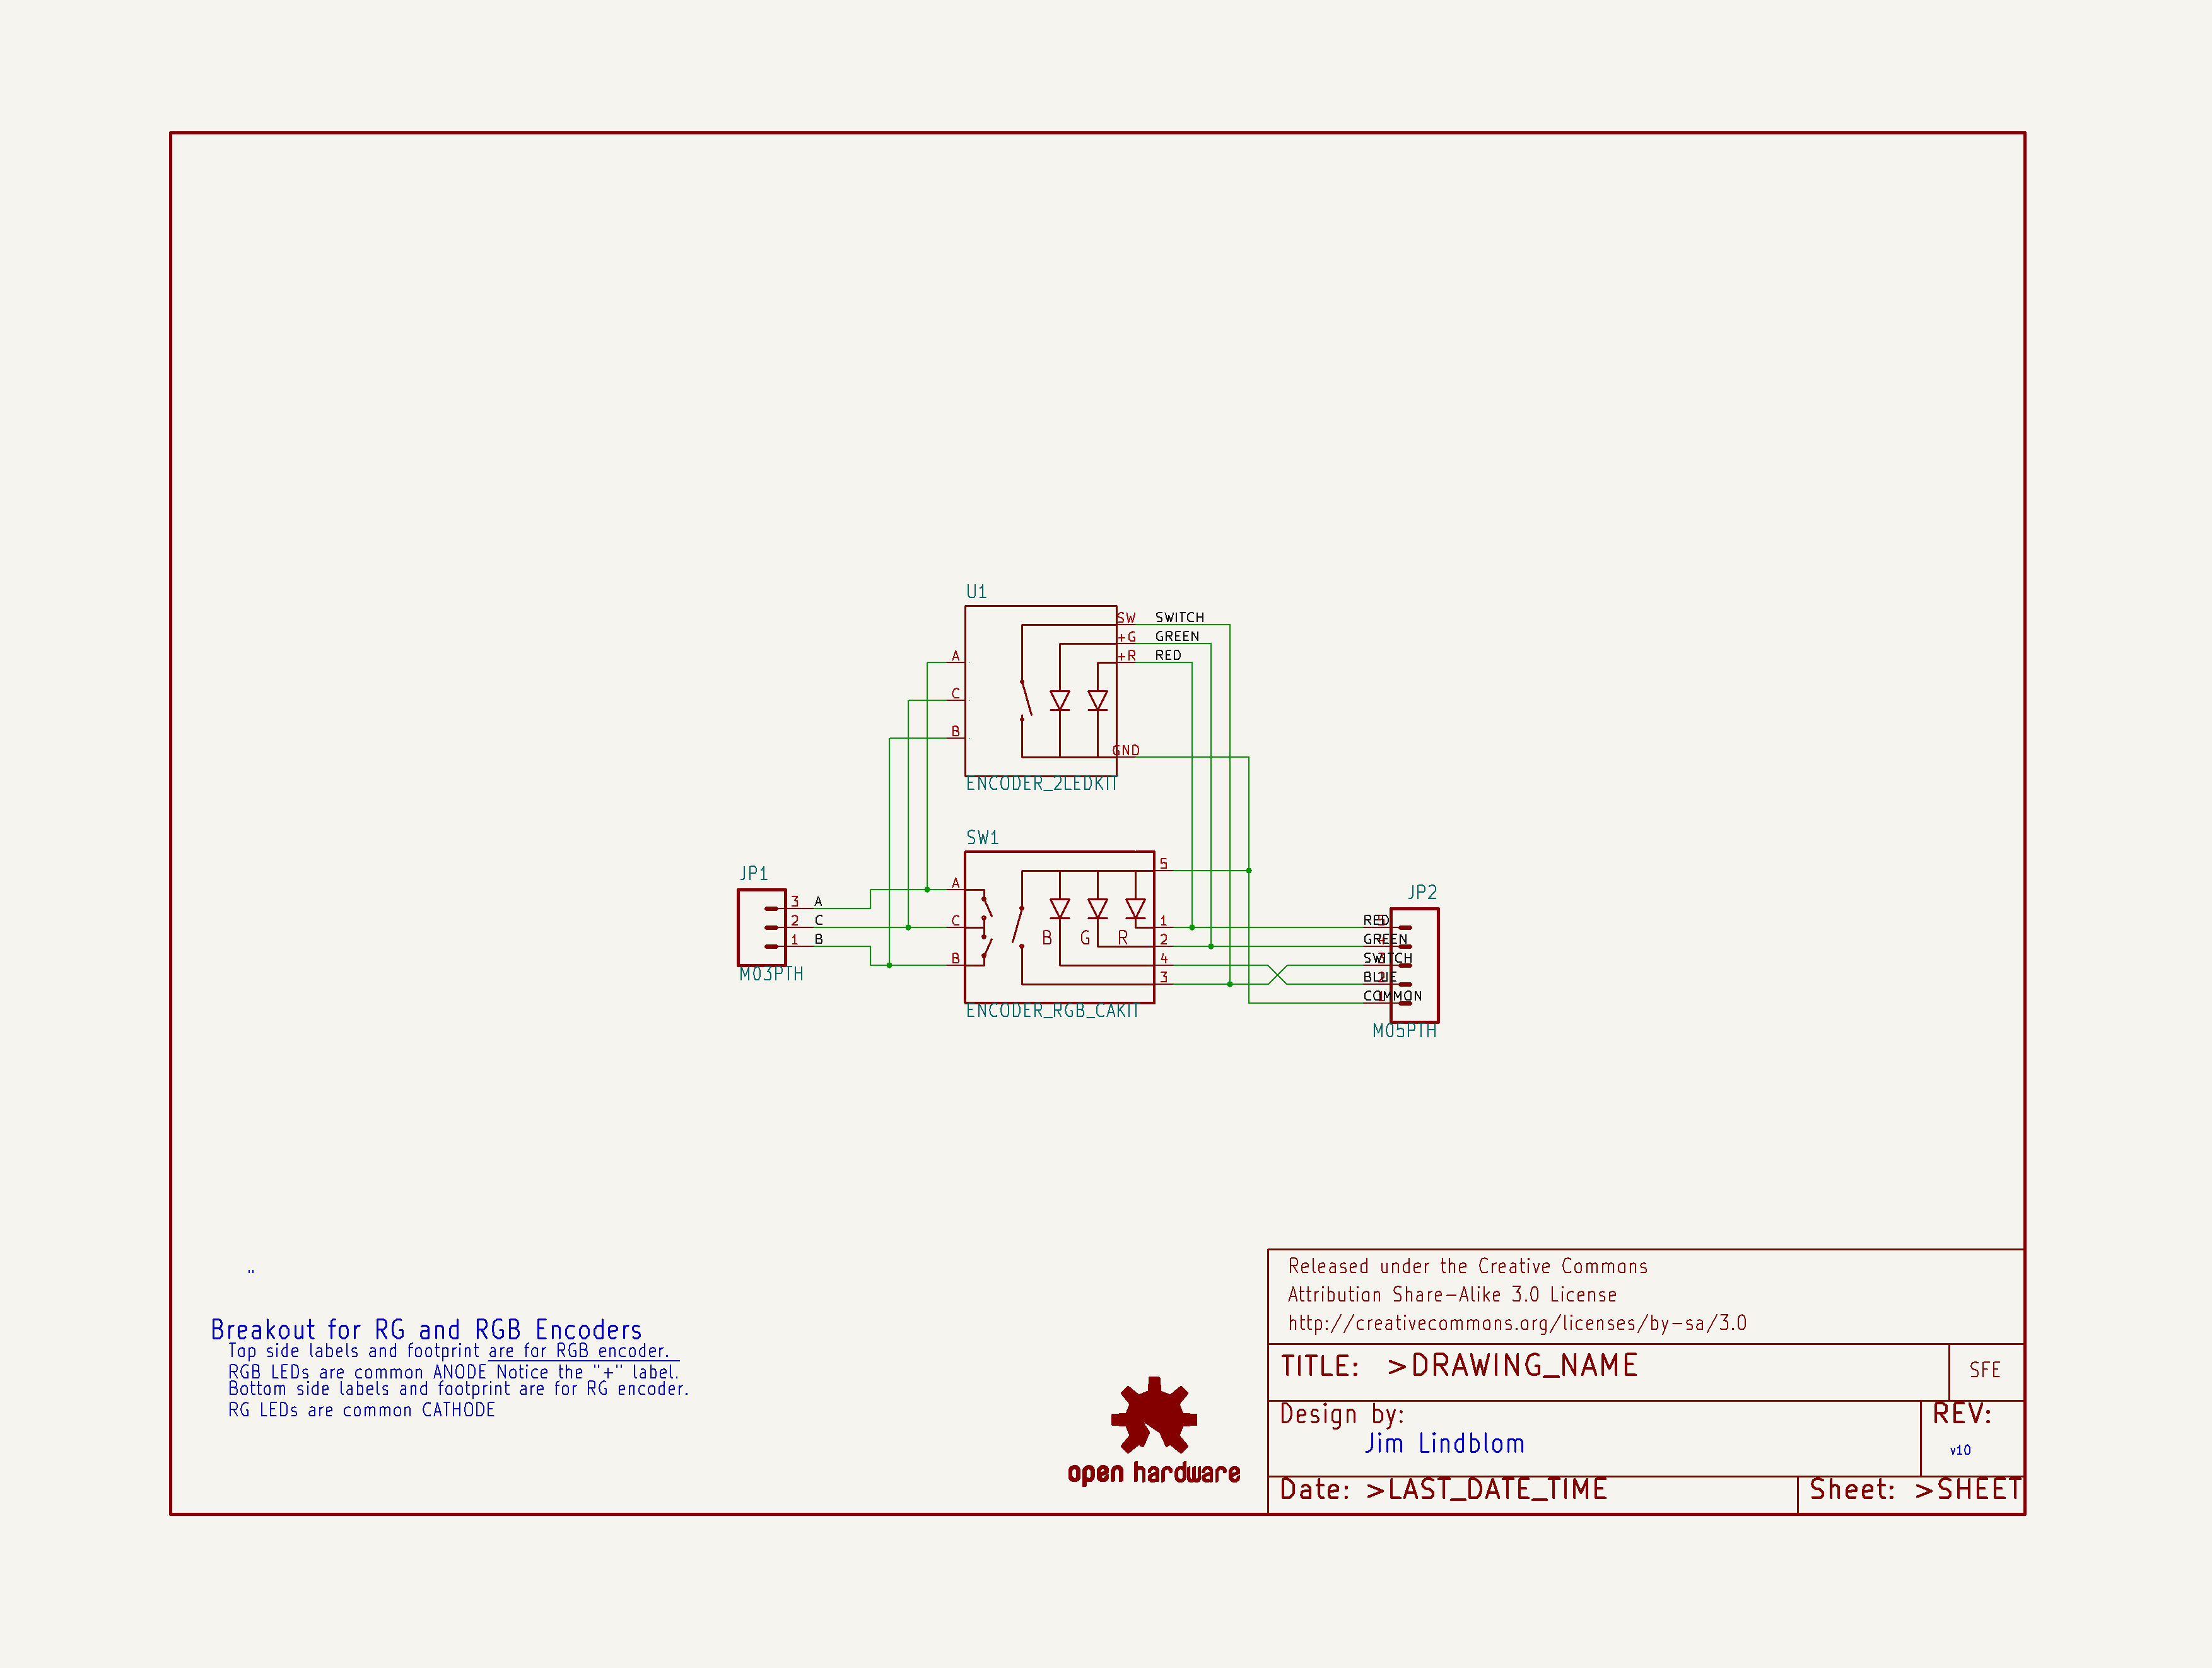 U1
SW SWITCH
+G GREEN
+R RED
A
C
B
GND
ENCODER_2LEDKIT
SW1
5
A
C
B
B G R
1
2
4
3
ENCODER_RGB_CAKIT
JP1
3 A
2 C
1 B
M03PTH
JP2
RED
GREEN
SWITCH
BLUE
COMMON
M05PTH
"
Breakout for RG and RGB Encoders
Top side labels and footprint are for RGB encoder.
RGB LEDs are common ANODE Notice the "+" label.
Bottom side labels and footprint are for RG encoder.
RG LEDs are common CATHODE
open hardware
Released under the Creative Commons
Attribution Share-Alike 3.0 License
http://creativecommons.org/licenses/by-sa/3.0
TITLE: >DRAWING_NAME
SFE
Design by:
Jim Lindblom
REV:
v10
Date: >LAST_DATE_TIME
Sheet: >SHEET